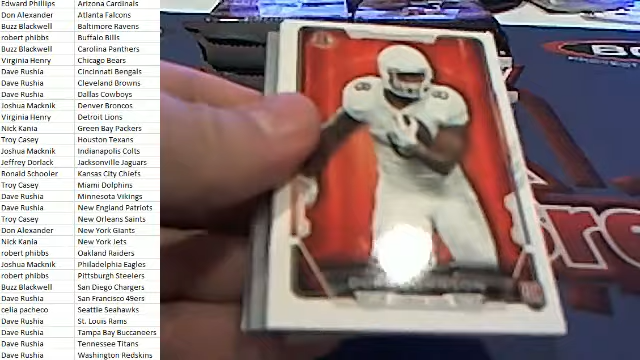 Edward Phillips Arizona Cardinals
Don Alexander Atlanta Falcons
Buzz Blackwell Baltimore Ravens
robert phibbs Buffalo Bills
Buzz Blackwell Carolina Panthers
Virginia Henry Chicago Bears
Dave Rushia Cincinnati Bengals
Dave Rushia Cleveland Browns
Dave Rushia Dallas Cowboys
Joshua Macknik Denver Broncos
Virginia Henry Detroit Lions
Nick Kania Green Bay Packers
Troy Casey Houston Texans
Joshua Macknik Indianapolis Colts
Jeffrey Dorlack Jacksonville Jaguars
Ronald Schooler Kansas City Chiefs
Troy Casey Miami Dolphins
Dave Rushia Minnesota Vikings
Dave Rushia New England Patriots
Troy Casey New Orleans Saints
Don Alexander New York Giants
Nick Kania New York Jets
robert phibbs Oakland Raiders
Joshua Macknik Philadelphia Eagles
robert phibbs Pittsburgh Steelers
Buzz Blackwell San Diego Chargers
Dave Rushia San Francisco 49ers
celia pacheco Seattle Seahawks
Dave Rushia St. Louis Rams
Dave Rushia Tampa Bay Buccaneers
Dave Rushia Tennessee Titans
Dave Rushia Washington Redskins
8 8